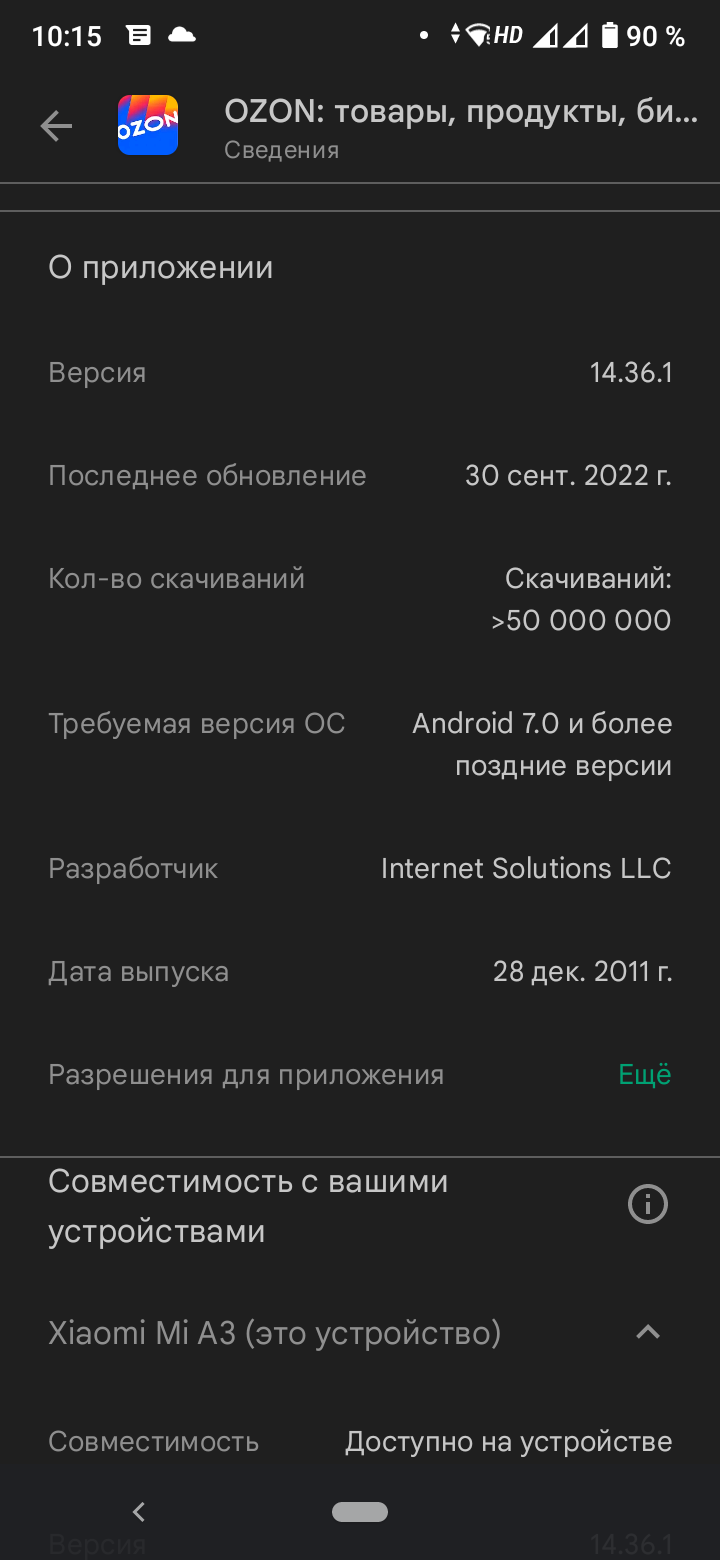 10:15
HD
90 %
OZON
OZON: товары, продукты, би...
Сведения
О приложении
Версия 14.36.1
Последнее обновление 30 сент. 2022 г.
Кол-во скачиваний Скачиваний:
>50 000 000
Требуемая версия ОС Android 7.0 и более
поздние версии
Разработчик Internet Solutions LLC
Дата выпуска 28 дек. 2011 г.
Разрешения для приложения Ещё
Совместимость с вашими
устройствами
Xiaomi Mi A3 (это устройство)
Совместимость Доступно на устройстве
Версия 14.36.1